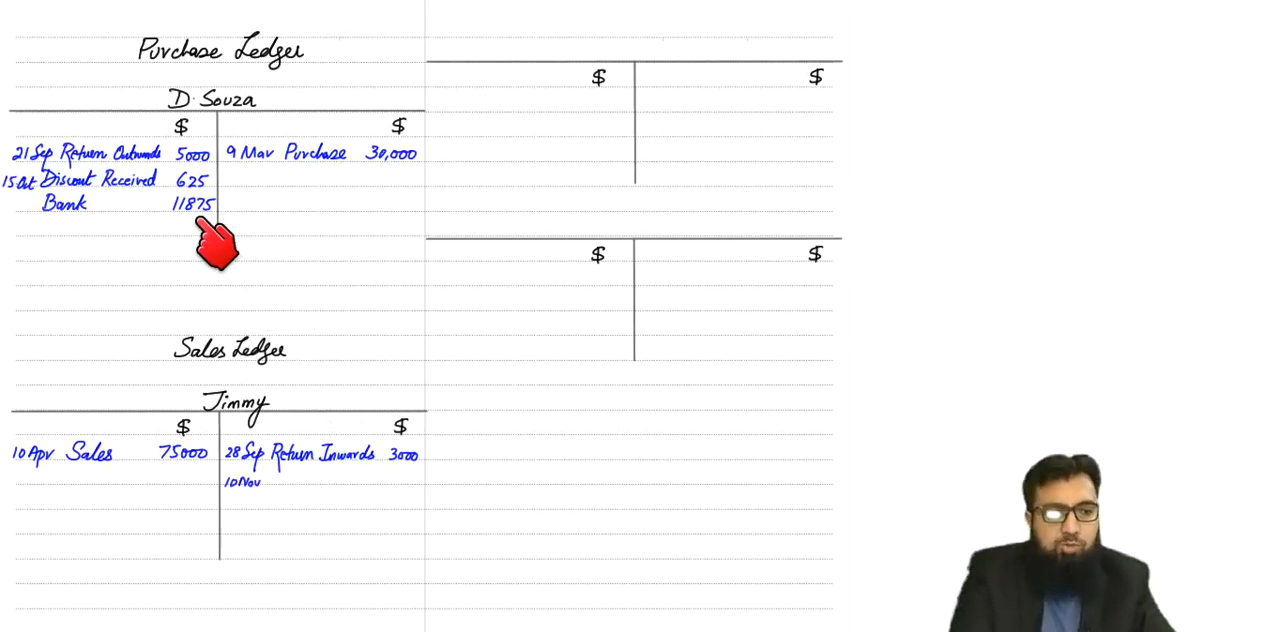 Purchase Ledger
D. Souza
$ $
21 Sep Return Outwards 5000 9 Mar Purchase 30,000
15 Oct Discout Received 625
Bank 11875
$ $
$ $
Sales Ledger
Jimmy
$ $
10 Apr Sales 75000 28 Sep Return Inwards 3000
10 Nov